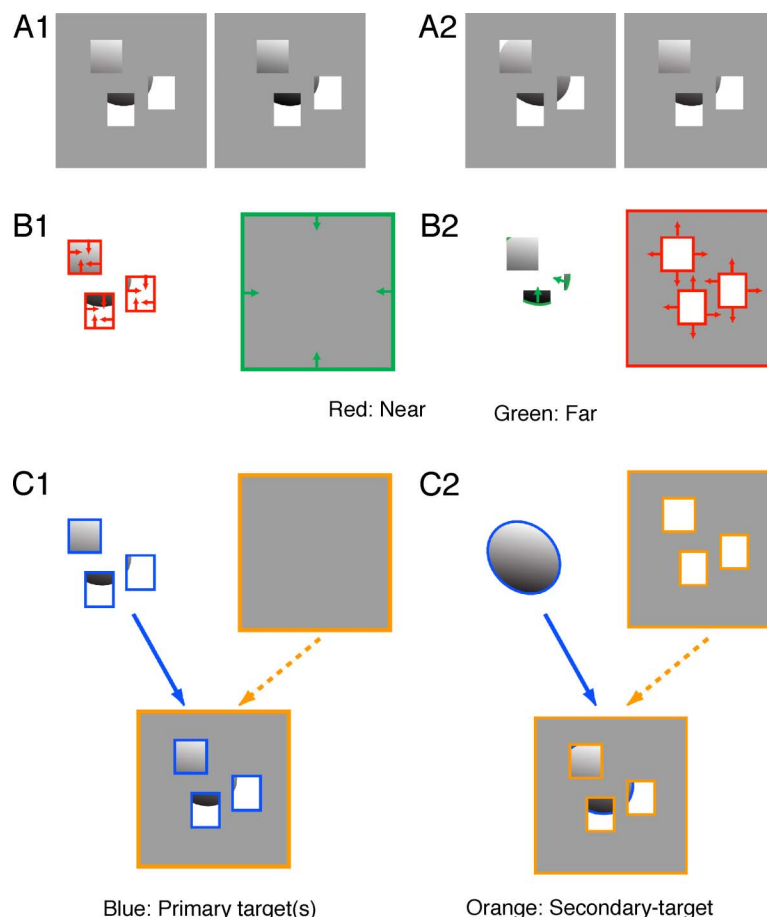 A1 A2
B1 B2
Red: Near Green: Far
C1 C2
Blue: Primary target(s) Orange: Secondary-target